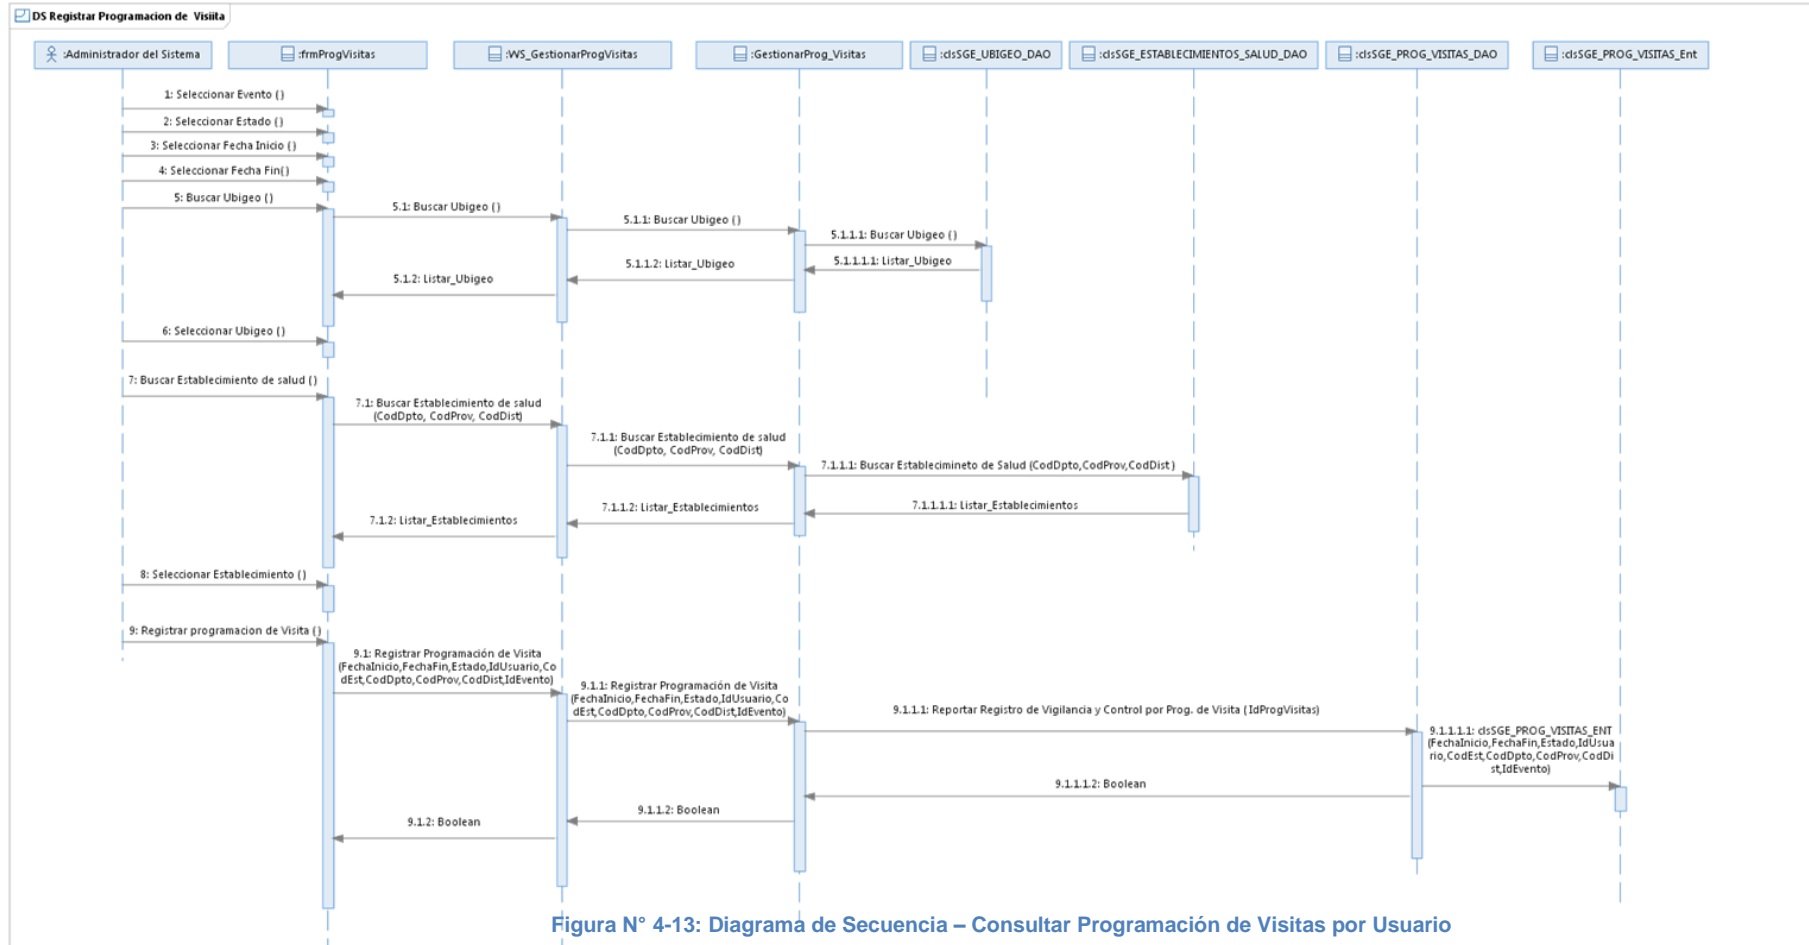 DS Registrar Programacion de Visiita
:Administrador del Sistema
:frmProgVisitas
:WS_GestionarProgVisitas
:GestionarProg_Visitas
:clsSGE_UBIGEO_DAO
:clsSGE_ESTABLECIMIENTOS_SALUD_DAO
:clsSGE_PROG_VISITAS_DAO
:clsSGE_PROG_VISITAS_Ent
1: Seleccionar Evento ()
2: Seleccionar Estado ()
3: Seleccionar Fecha Inicio ()
4: Seleccionar Fecha Fin()
5: Buscar Ubigeo ()
5.1: Buscar Ubigeo ()
5.1.1: Buscar Ubigeo ()
5.1.1.1: Buscar Ubigeo ()
5.1.1.1.1: Listar_Ubigeo
5.1.1.2: Listar_Ubigeo
5.1.2: Listar_Ubigeo
6: Seleccionar Ubigeo ()
7: Buscar Establecimiento de salud ()
7.1: Buscar Establecimiento de salud
(CodDpto, CodProv, CodDist)
7.1.1: Buscar Establecimiento de salud
(CodDpto, CodProv, CodDist)
7.1.1.1: Buscar Establecimineto de Salud (CodDpto,CodProv,CodDist )
7.1.1.1.1: Listar_Establecimientos
7.1.1.2: Listar_Establecimientos
7.1.2: Listar_Establecimientos
8: Seleccionar Establecimiento ()
9: Registrar programacion de Visita ()
9.1: Registrar Programación de Visita
(FechaInicio,FechaFin,Estado,IdUsuario,Co
dEst,CodDpto,CodProv,CodDist,IdEvento)
9.1.1: Registrar Programación de Visita
(FechaInicio,FechaFin,Estado,IdUsuario,Co
dEst,CodDpto,CodProv,CodDist,IdEvento)
9.1.1.1: Reportar Registro de Vigilancia y Control por Prog. de Visita ( IdProgVisitas)
9.1.1.1.1: clsSGE_PROG_VISITAS_ENT
(FechaInicio,FechaFin,Estado,IdUsua
rio,CodEst,CodDpto,CodProv,CodDi
st,IdEvento)
9.1.1.1.2: Boolean
9.1.1.2: Boolean
9.1.2: Boolean
Figura N° 4-13: Diagrama de Secuencia – Consultar Programación de Visitas por Usuario